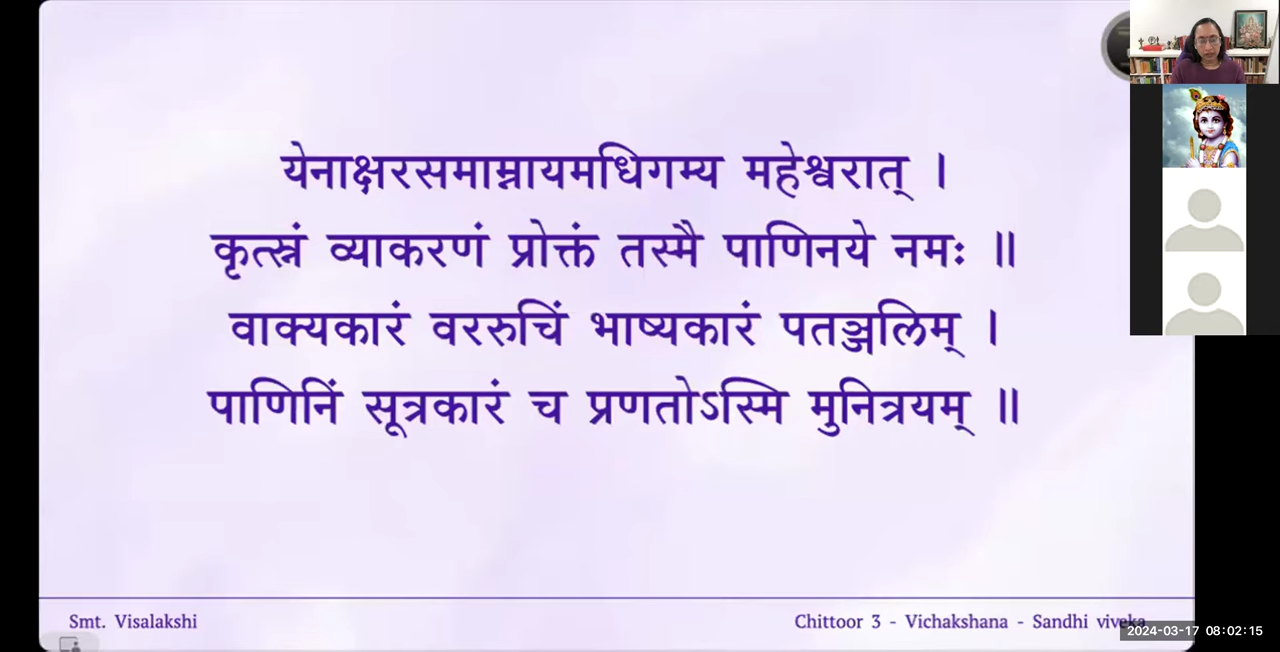 येनाक्षरसमाम्नायमधिगम्य महेश्वरात् ।
कृत्स्नं व्याकरणं प्रोक्तं तस्मै पाणिनये नमः ॥
वाक्यकारं वररुचिं भाष्यकारं पतञ्जलिम् ।
पाणिनिं सूत्रकारं च प्रणतोऽस्मि मुनित्रयम् ॥
Smt. Visalakshi
Chittoor 3 - Vichakshana - Sandhi viveka
2024-03-17 08:02:15